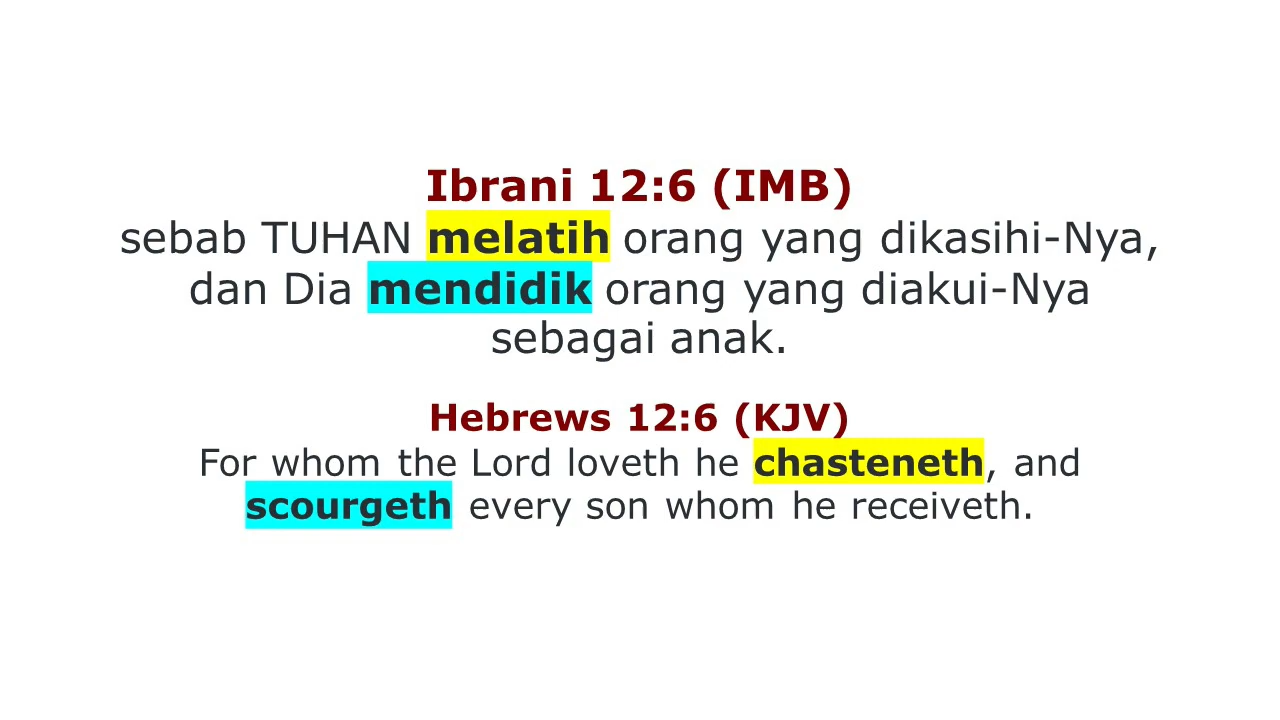 Ibrani 12:6 (IMB)
sebab TUHAN melatih orang yang dikasihi-Nya,
dan Dia mendidik orang yang diakui-Nya
sebagai anak.
Hebrews 12:6 (KJV)
For whom the Lord loveth he chasteneth, and
scourgeth every son whom he receiveth.